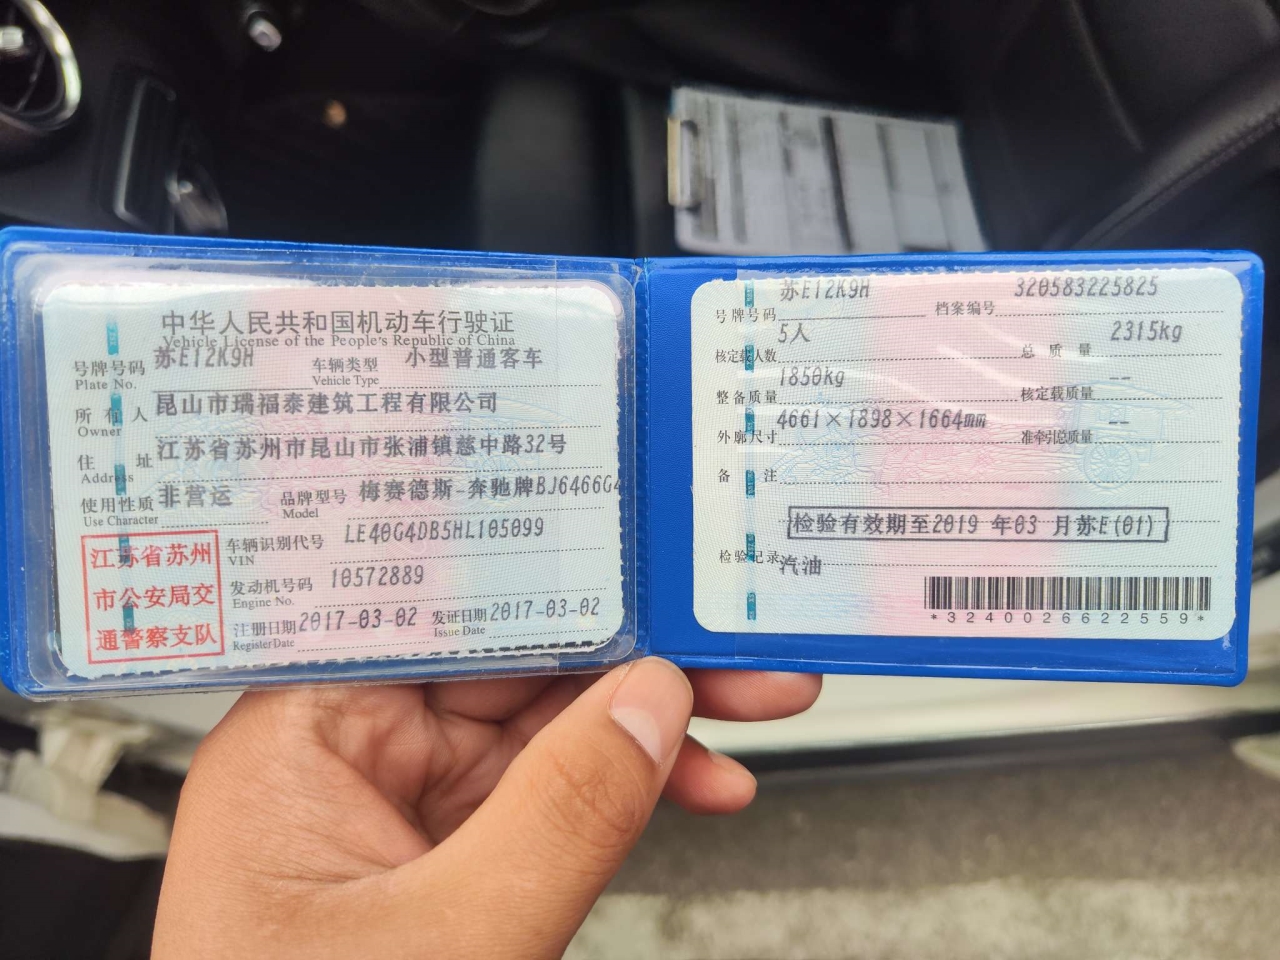 中华人民共和国机动车行驶证
Vehicle License of the People's Republic of China
号牌号码 苏E12K9H 车辆类型 小型普通客车
Plate No. Vehicle Type
所有人 昆山市瑞福泰建筑工程有限公司
Owner
住址 江苏省苏州市昆山市张浦镇慈中路32号
Address
使用性质 非营运 品牌型号 梅赛德斯-奔驰牌BJ6466G4
Use Character Model
江苏省苏州
市公安局交
通警察支队
车辆识别代号 LE40G4DB5HL105099
VIN
发动机号码 10572889
Engine No.
注册日期 2017-03-02 发证日期 2017-03-02
Register Date Issue Date
号牌号码 苏E12K9H 档案编号 320583225825
核定载人数 5人 总质量 2315kg
整备质量 1850kg 核定载质量 --
外廓尺寸 4661×1898×1664mm 准牵引总质量 --
备注
检验有效期至2019 年03 月苏E(01)
检验记录 汽油
*3240026622559*